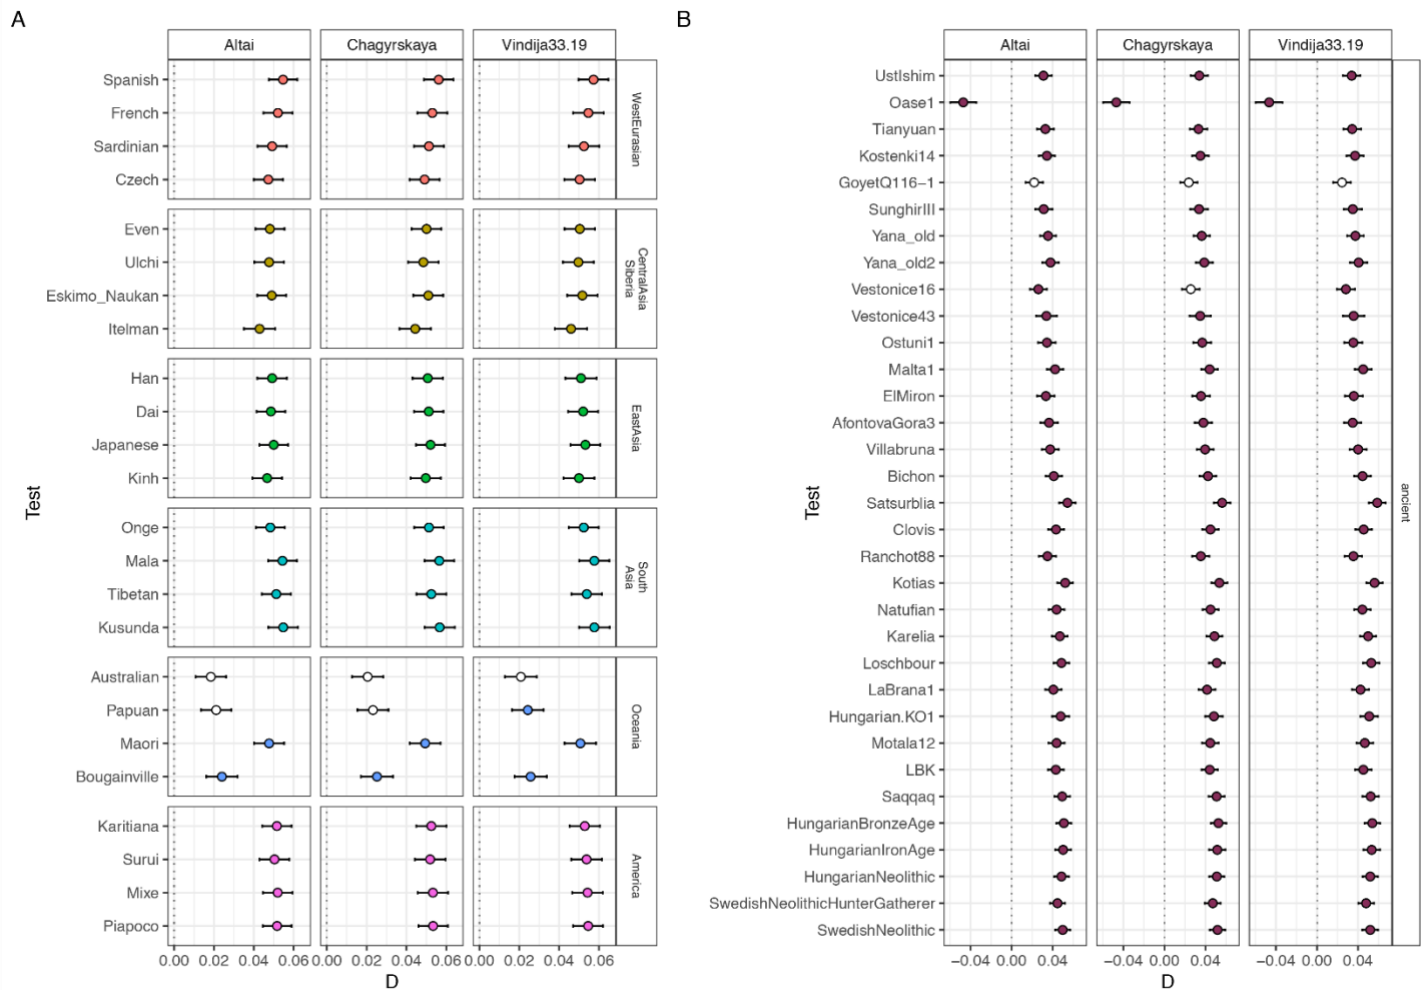 A
Altai
Chagyrskaya
Vindija33.19
Spanish
French
Sardinian
Czech
WestEurasian
Even
Ulchi
Eskimo_Naukan
Itelman
CentralAsia
Siberia
Han
Dai
Japanese
Kinh
EastAsia
Onge
Mala
Tibetan
Kusunda
South
Asia
Australian
Papuan
Maori
Bougainville
Oceania
Karitiana
Surui
Mixe
Piapoco
America
Test
0.00 0.02 0.04 0.06 0.00 0.02 0.04 0.06 0.00 0.02 0.04 0.06
D
B
Altai
Chagyrskaya
Vindija33.19
UstIshim
Oase1
Tianyuan
Kostenki14
GoyetQ116−1
SunghirIII
Yana_old
Yana_old2
Vestonice16
Vestonice43
Ostuni1
Malta1
ElMiron
AfontovaGora3
Villabruna
Bichon
Satsurblia
Clovis
Ranchot88
Kotias
Natufian
Karelia
Loschbour
LaBrana1
Hungarian.KO1
Motala12
LBK
Saqqaq
HungarianBronzeAge
HungarianIronAge
HungarianNeolithic
SwedishNeolithicHunterGatherer
SwedishNeolithic
ancient
Test
−0.04 0.00 0.04 −0.04 0.00 0.04 −0.04 0.00 0.04
D